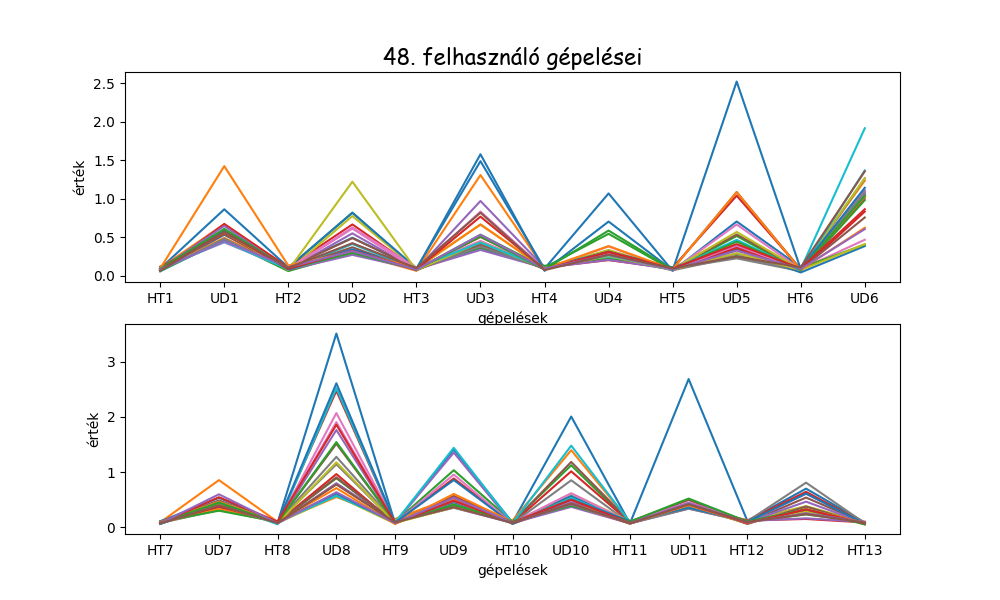 48. felhasználó gépelései
2.5
2.0
1.5
1.0
0.5
0.0
érték
HT1 UD1 HT2 UD2 HT3 UD3 HT4 UD4 HT5 UD5 HT6 UD6
gépelések
3
2
1
0
érték
HT7 UD7 HT8 UD8 HT9 UD9 HT10 UD10 HT11 UD11 HT12 UD12 HT13
gépelések